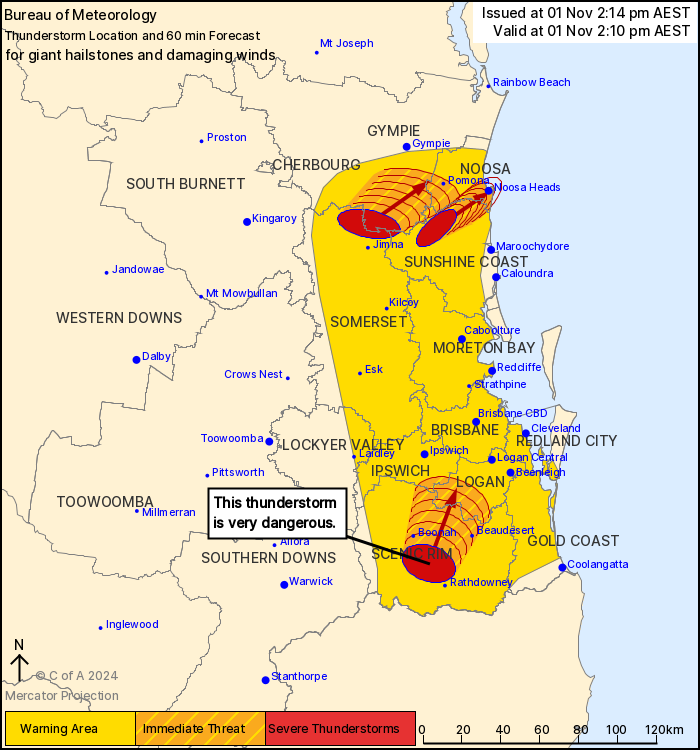 Bureau of Meteorology
Thunderstorm Location and 60 min Forecast
for giant hailstones and damaging winds
Issued at 01 Nov 2:14 pm AEST
Valid at 01 Nov 2:10 pm AEST
Mt Joseph
Rainbow Beach
GYMPIE
Proston
Gympie
CHERBOURG
NOOSA
SOUTH BURNETT
Pomona
Noosa Heads
Kingaroy
Jimna
Maroochydore
SUNSHINE COAST
Jandowae
Caloundra
Mt Mowbullan
Kilcoy
WESTERN DOWNS
SOMERSET
Caboolture
MORETON BAY
Dalby
Redcliffe
Crows Nest
Esk
Strathpine
Brisbane CBD
BRISBANE
Cleveland
Toowoomba
LOCKYER VALLEY
REDLAND CITY
Laidley
Ipswich
Logan Central
IPSWICH
Pittsworth
Beenleigh
LOGAN
TOOWOOMBA
Millmerran
This thunderstorm
is very dangerous.
Boonah
Beaudesert
Allora
GOLD COAST
SOUTHERN DOWNS
SCENIC RIM
Coolangatta
Warwick
Rathdowney
Inglewood
N
© C of A 2024
Stanthorpe
Mercator Projection
Warning Area
Immediate Threat
Severe Thunderstorms
0 20 40 60 80 100 120km